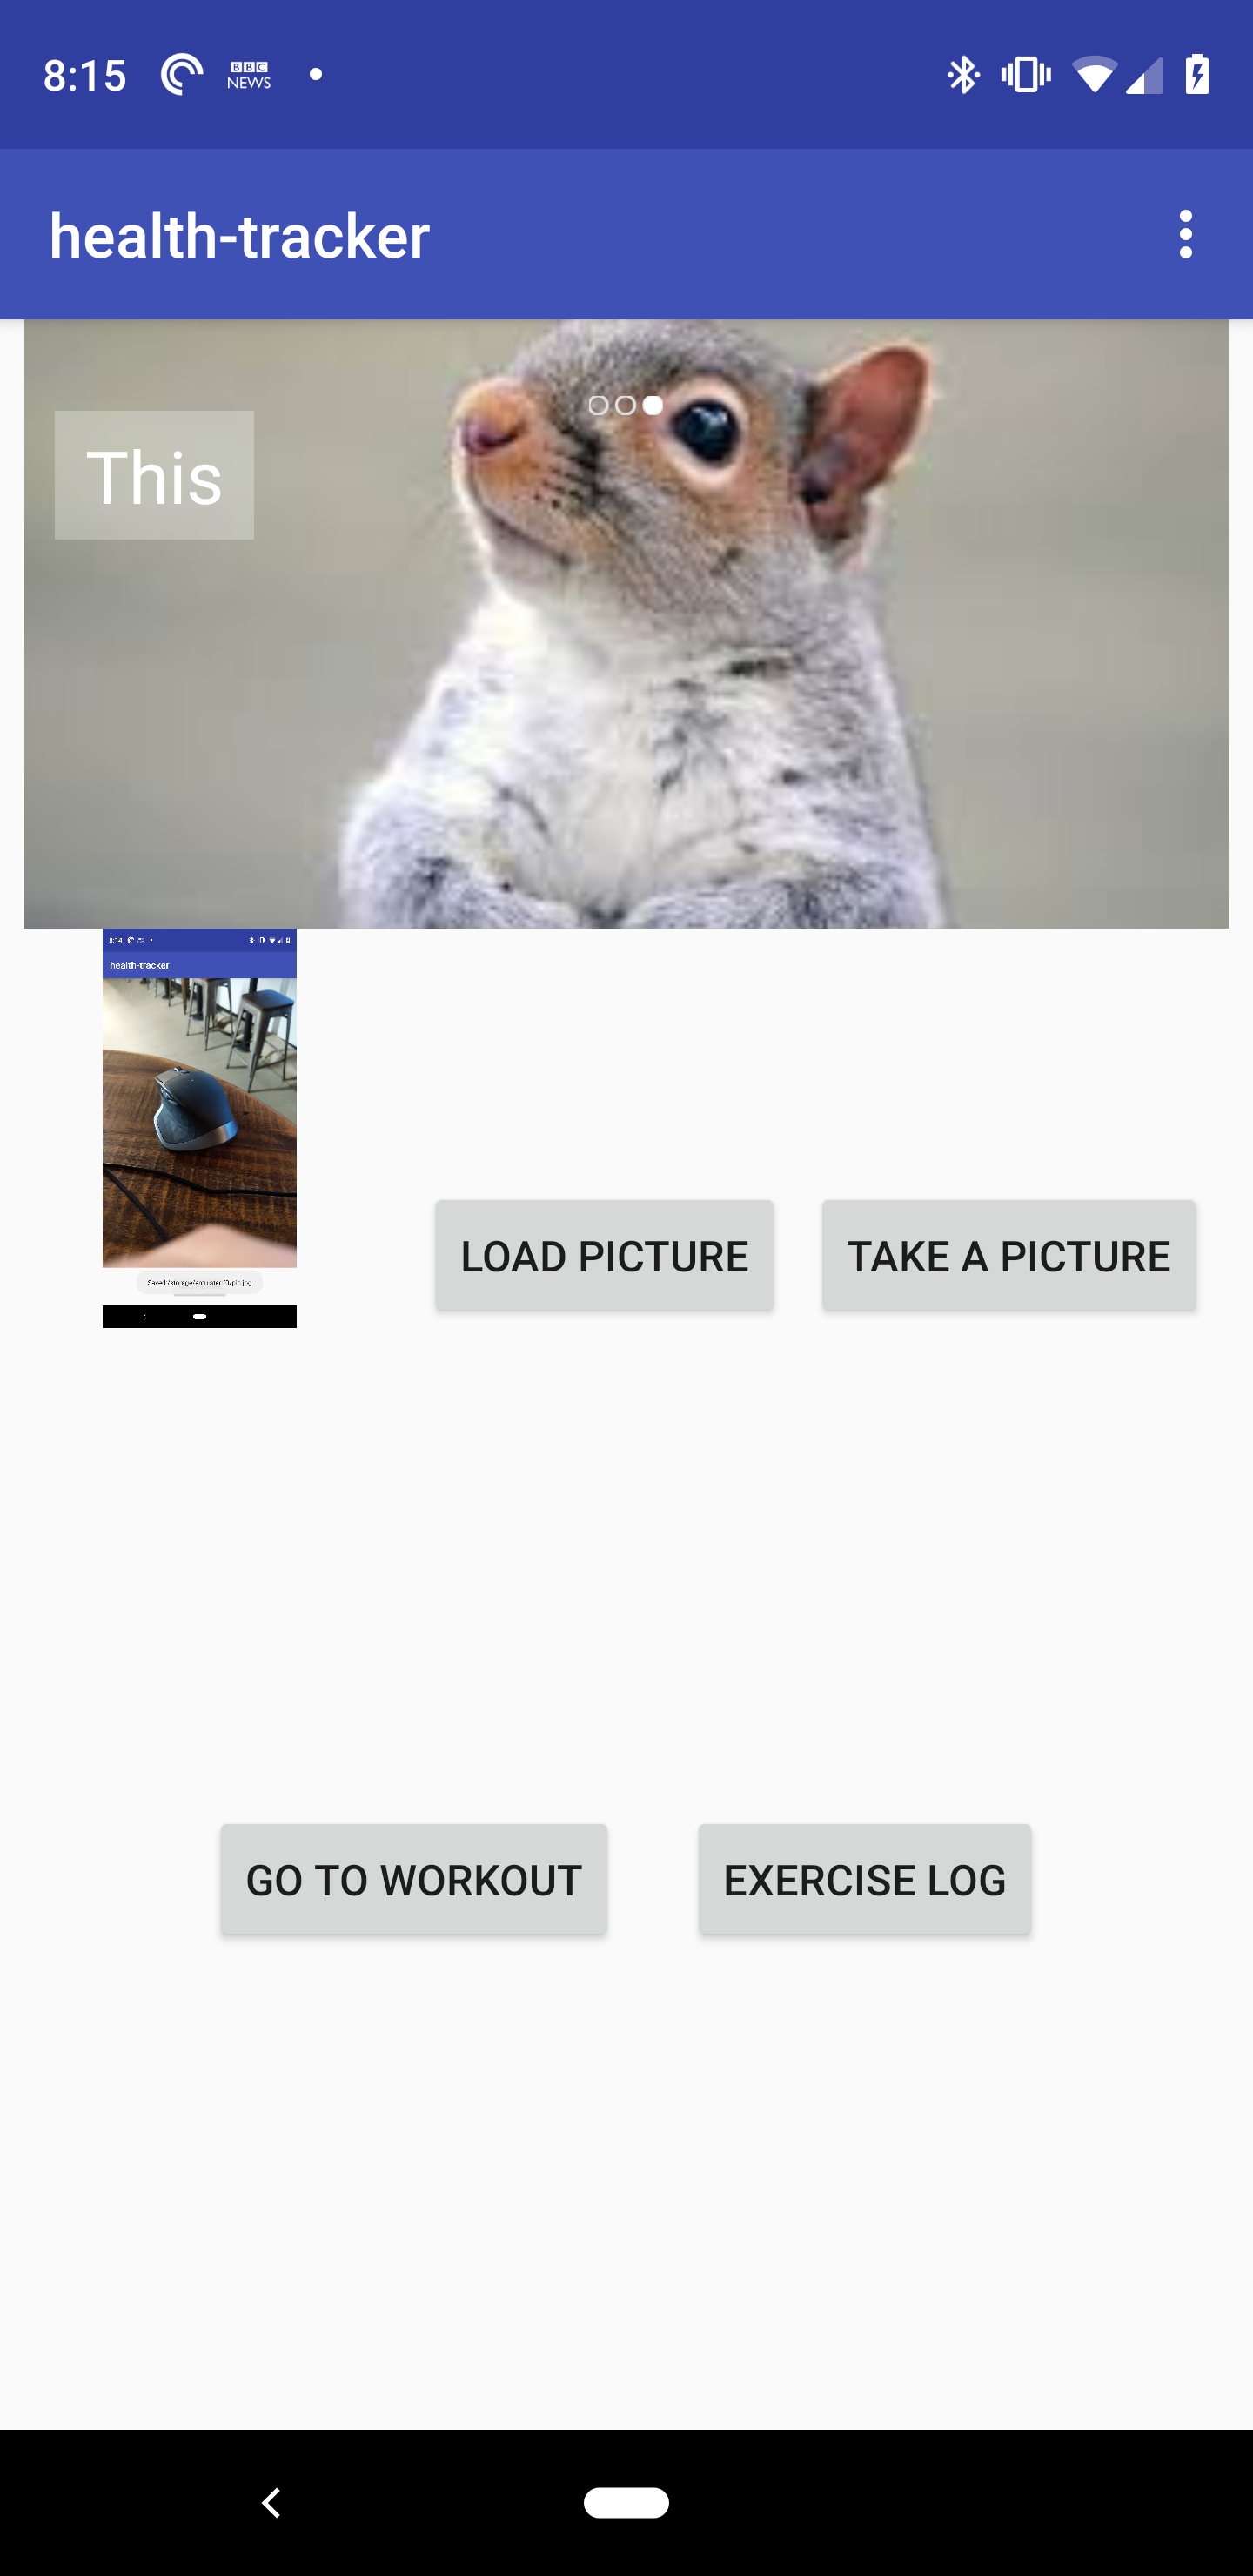 8:15 BBC NEWS
health-tracker
This
8:14
health-tracker
Saved:/storage/emulated/0/pic.jpg
LOAD PICTURE TAKE A PICTURE
GO TO WORKOUT EXERCISE LOG